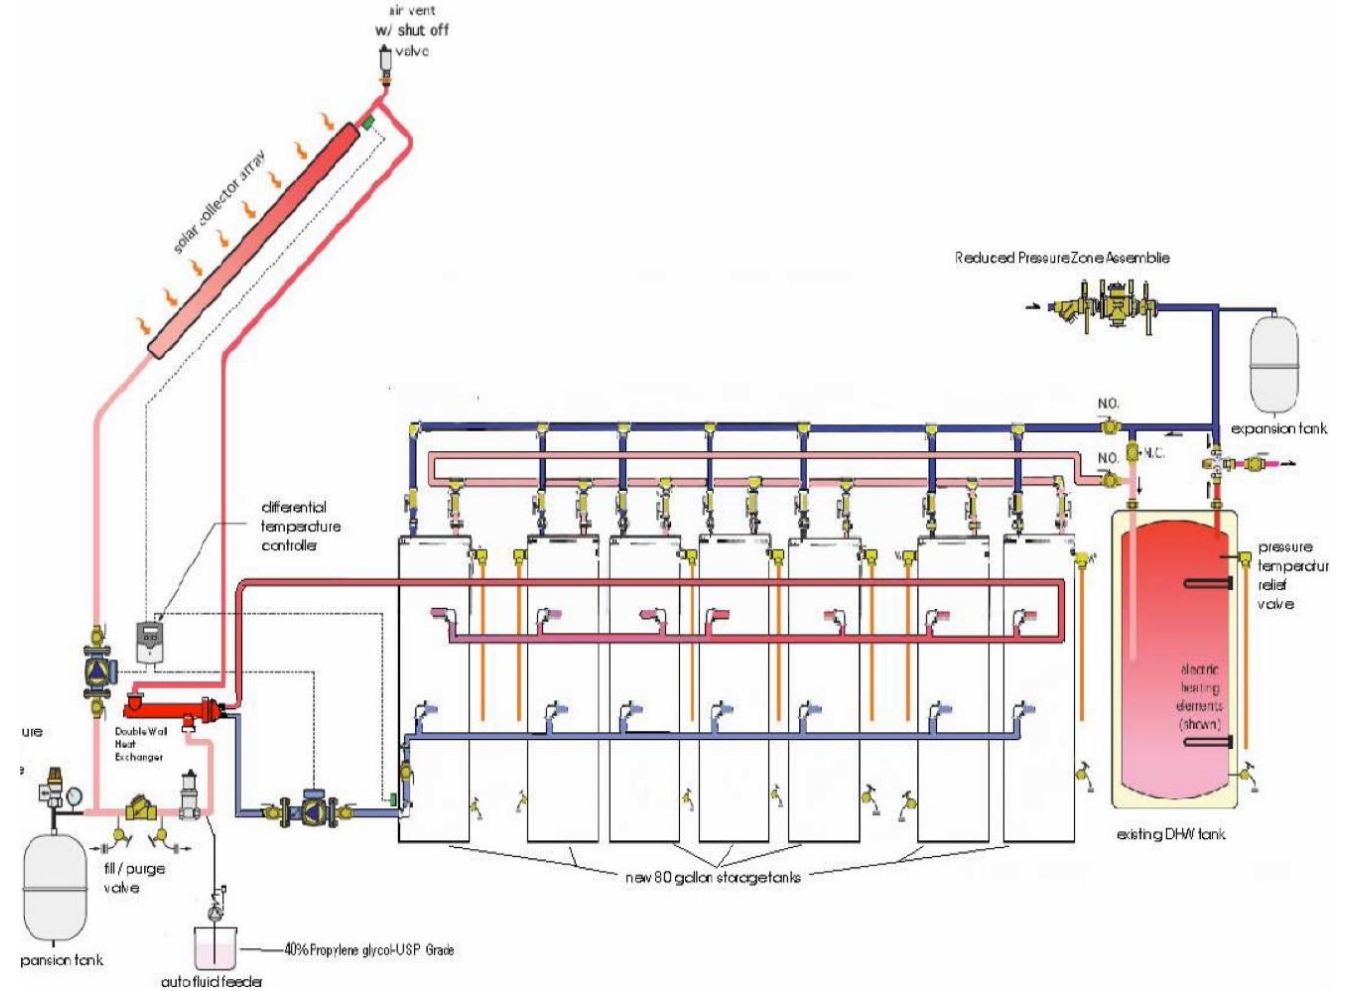 air vent
w/ shut off
valve
solar collector array
Reduced Pressure Zone Assemblie
N.O.
expansion tank
N.C.
N.O.
differential
temperature
controller
pressure
temperatur
relief
valve
electric
heating
elements
(shown)
ure
Double Wall
Heat
Exchanger
existing DHW tank
fill / purge
valve
new 80 gallon storage tanks
40% Propylene glycol-USP Grade
pansion tank
auto fluid feeder